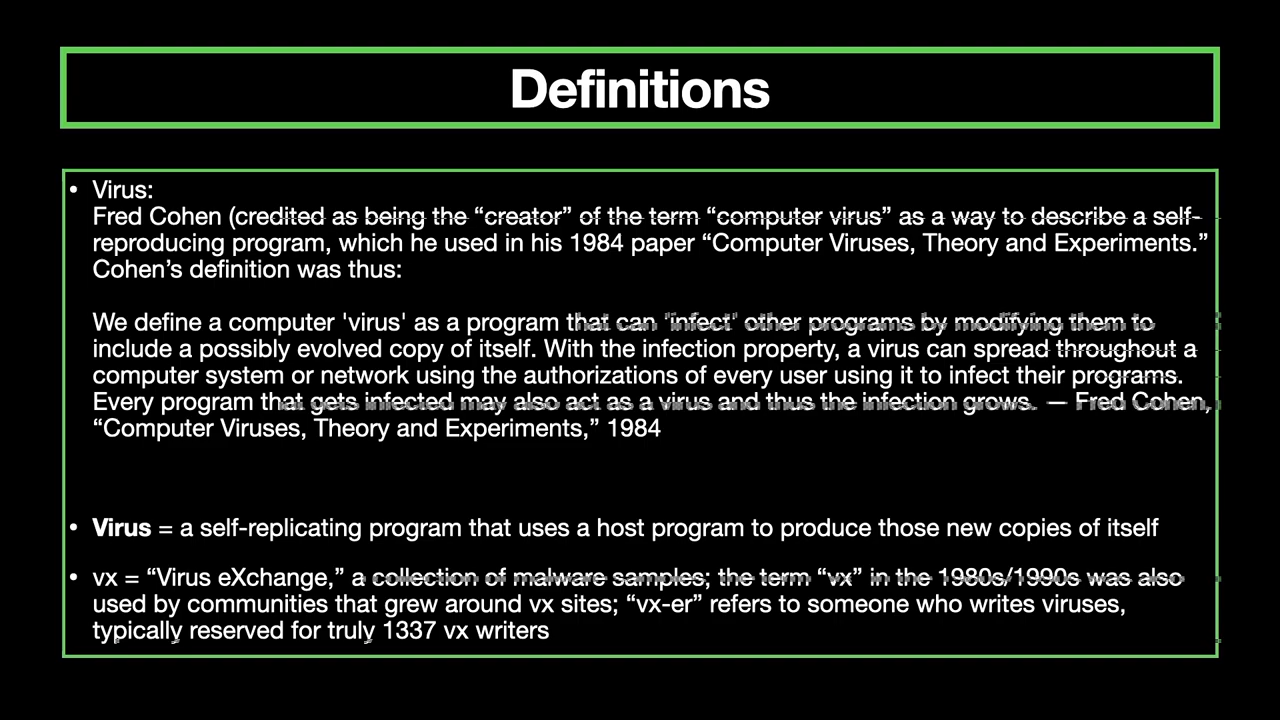 Definitions
• Virus:
Fred Cohen (credited as being the “creator” of the term “computer virus” as a way to describe a self-
reproducing program, which he used in his 1984 paper “Computer Viruses, Theory and Experiments.”
Cohen’s definition was thus:
We define a computer 'virus' as a program that can "infect" other programs by modifying them to
include a possibly evolved copy of itself. With the infection property, a virus can spread throughout a
computer system or network using the authorizations of every user using it to infect their programs.
Every program that gets infected may also act as a virus and thus the infection grows. — Fred Cohen,
“Computer Viruses, Theory and Experiments,” 1984
• Virus = a self-replicating program that uses a host program to produce those new copies of itself
• vx = “Virus eXchange,” a collection of malware samples; the term “vx” in the 1980s/1990s was also
used by communities that grew around vx sites; “vx-er” refers to someone who writes viruses,
typically reserved for truly 1337 vx writers